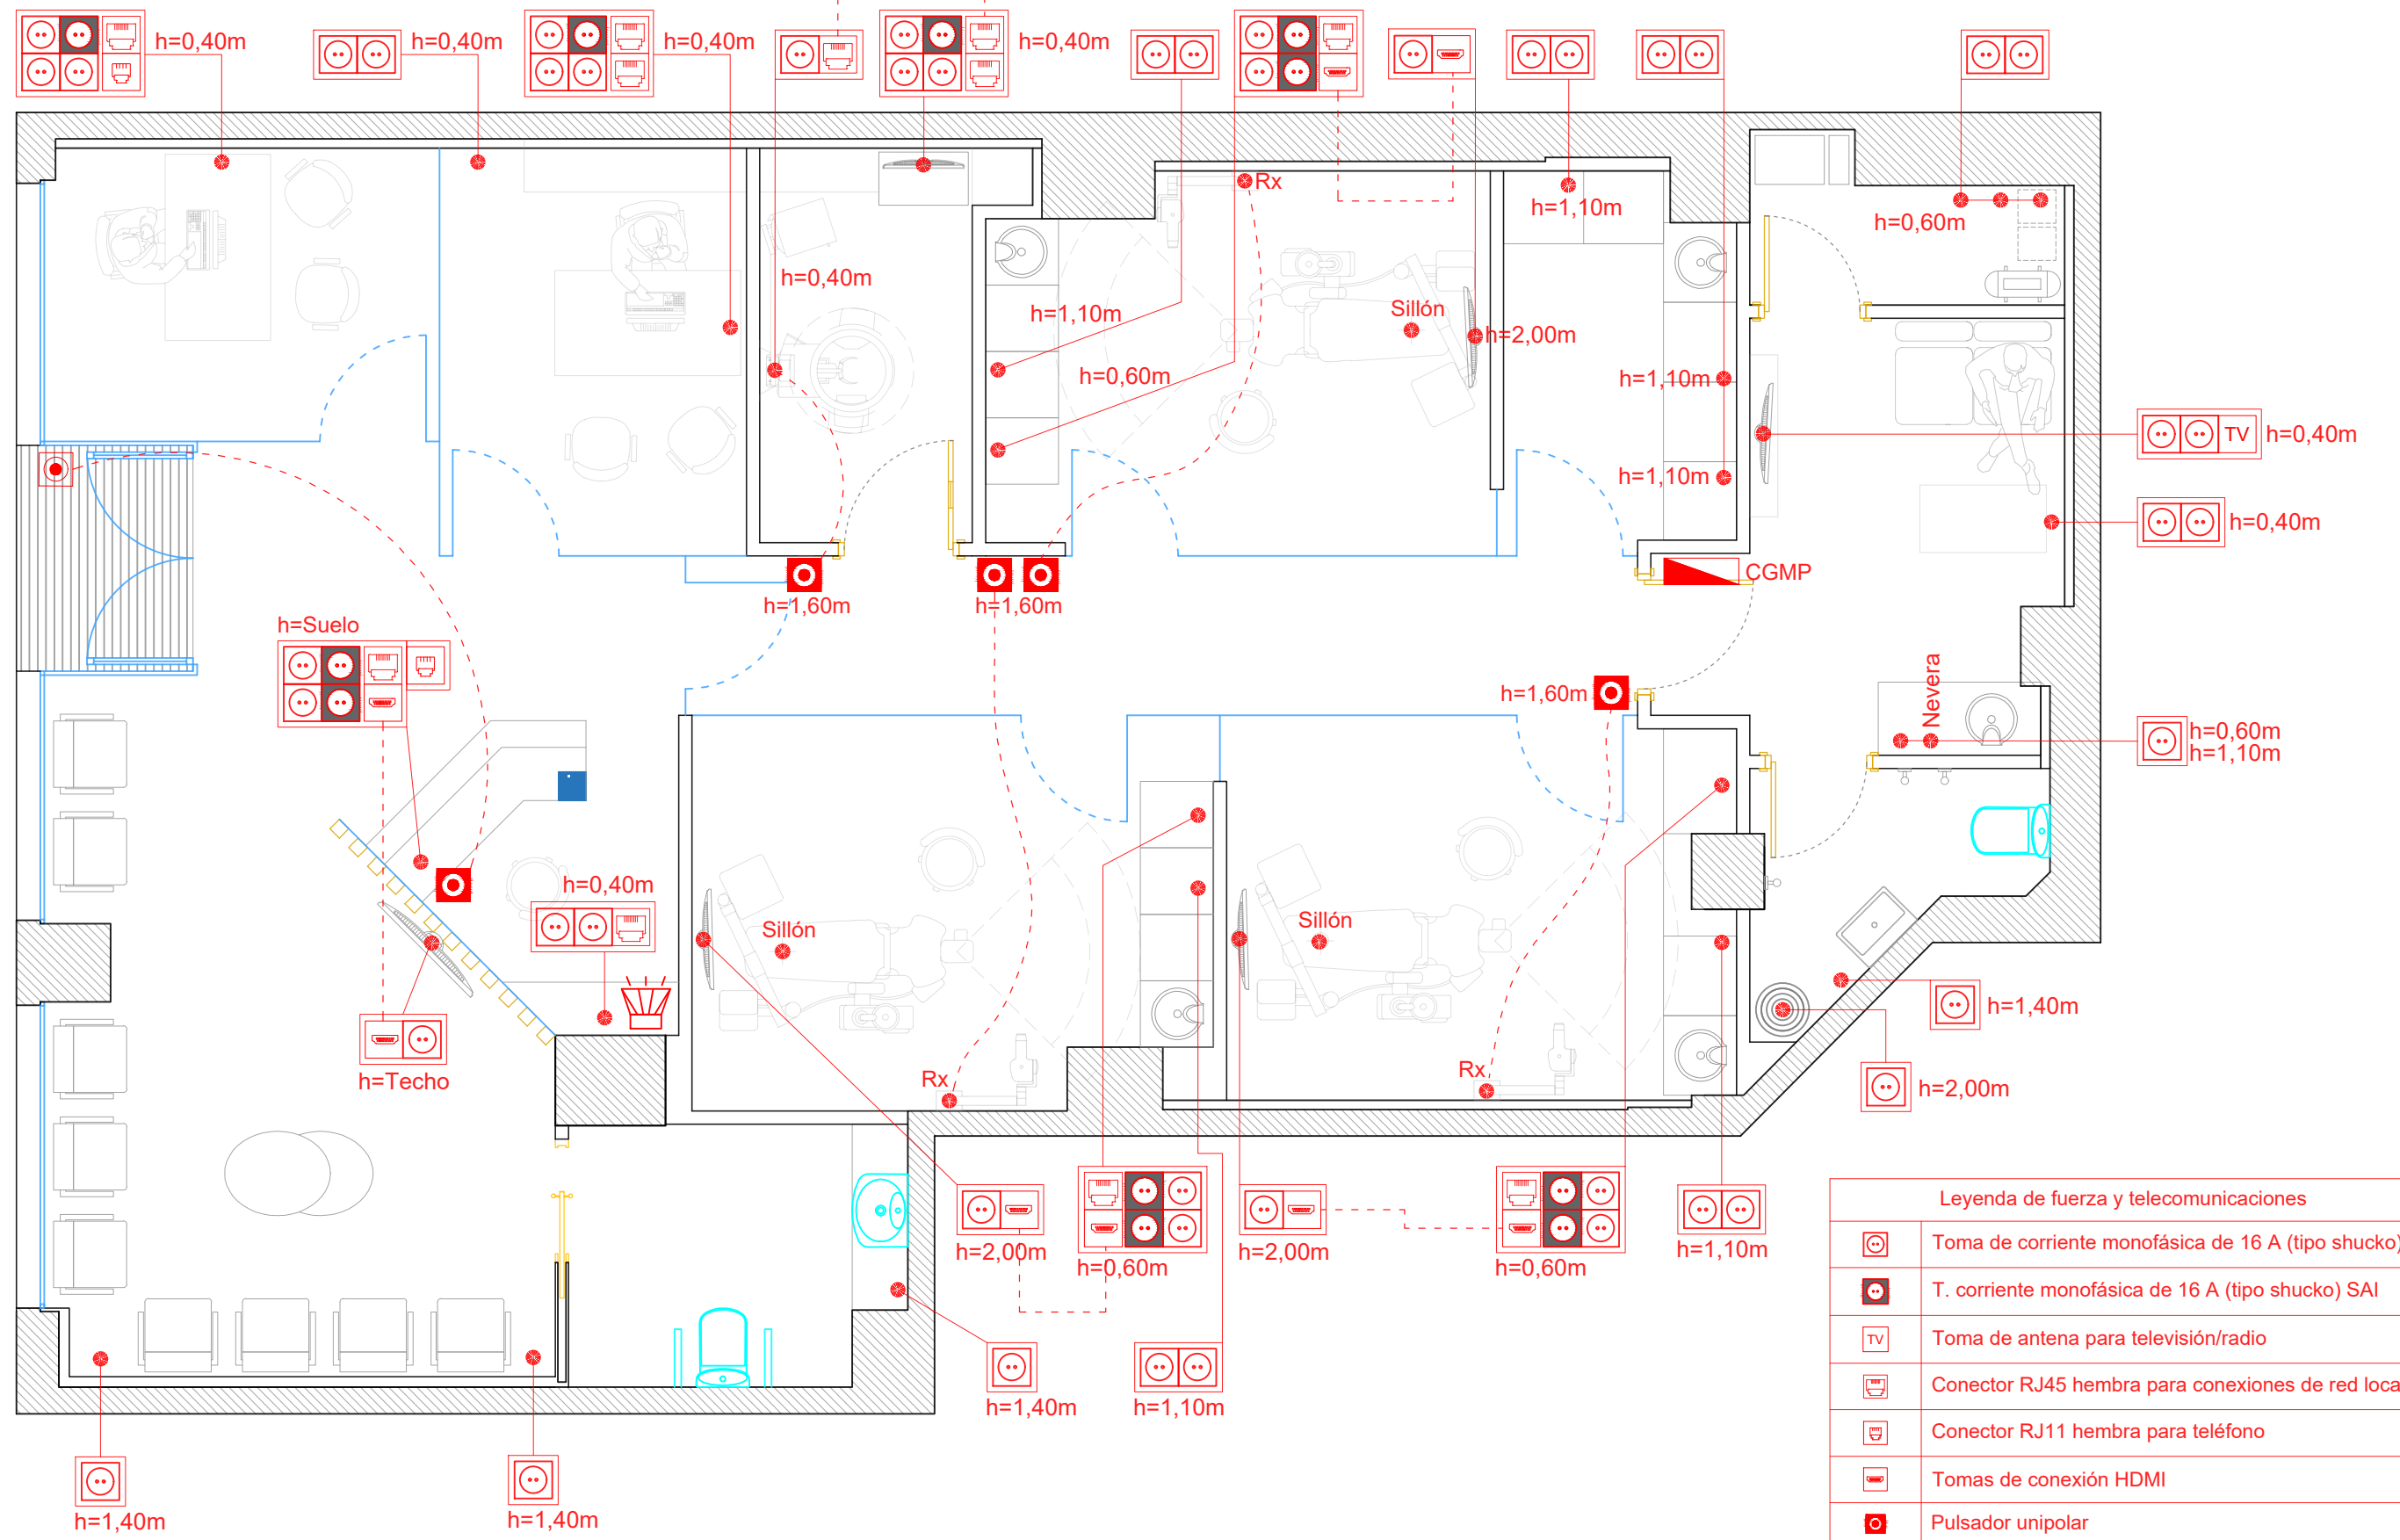 h=0,40m
h=0,40m
h=0,40m
h=0,40m
Rx
h=1,10m
h=0,60m
h=0,40m
h=1,10m
Sillón
h=2,00m
h=0,60m
h=1,10m
TV h=0,40m
h=1,10m
h=0,40m
CGMP
h=1,60m
h=1,60m
h=Suelo
h=1,60m
Nevera
h=0,60m
h=1,10m
h=0,40m
Sillón
Sillón
h=1,40m
h=Techo
Rx
Rx
h=2,00m
h=2,00m
h=0,60m
h=2,00m
h=0,60m
h=1,10m
h=1,40m
h=1,10m
h=1,40m
h=1,40m
Leyenda de fuerza y telecomunicaciones
Toma de corriente monofásica de 16 A (tipo shucko)
T. corriente monofásica de 16 A (tipo shucko) SAI
TV Toma de antena para televisión/radio
Conector RJ45 hembra para conexiones de red loca
Conector RJ11 hembra para teléfono
Tomas de conexión HDMI
Pulsador unipolar